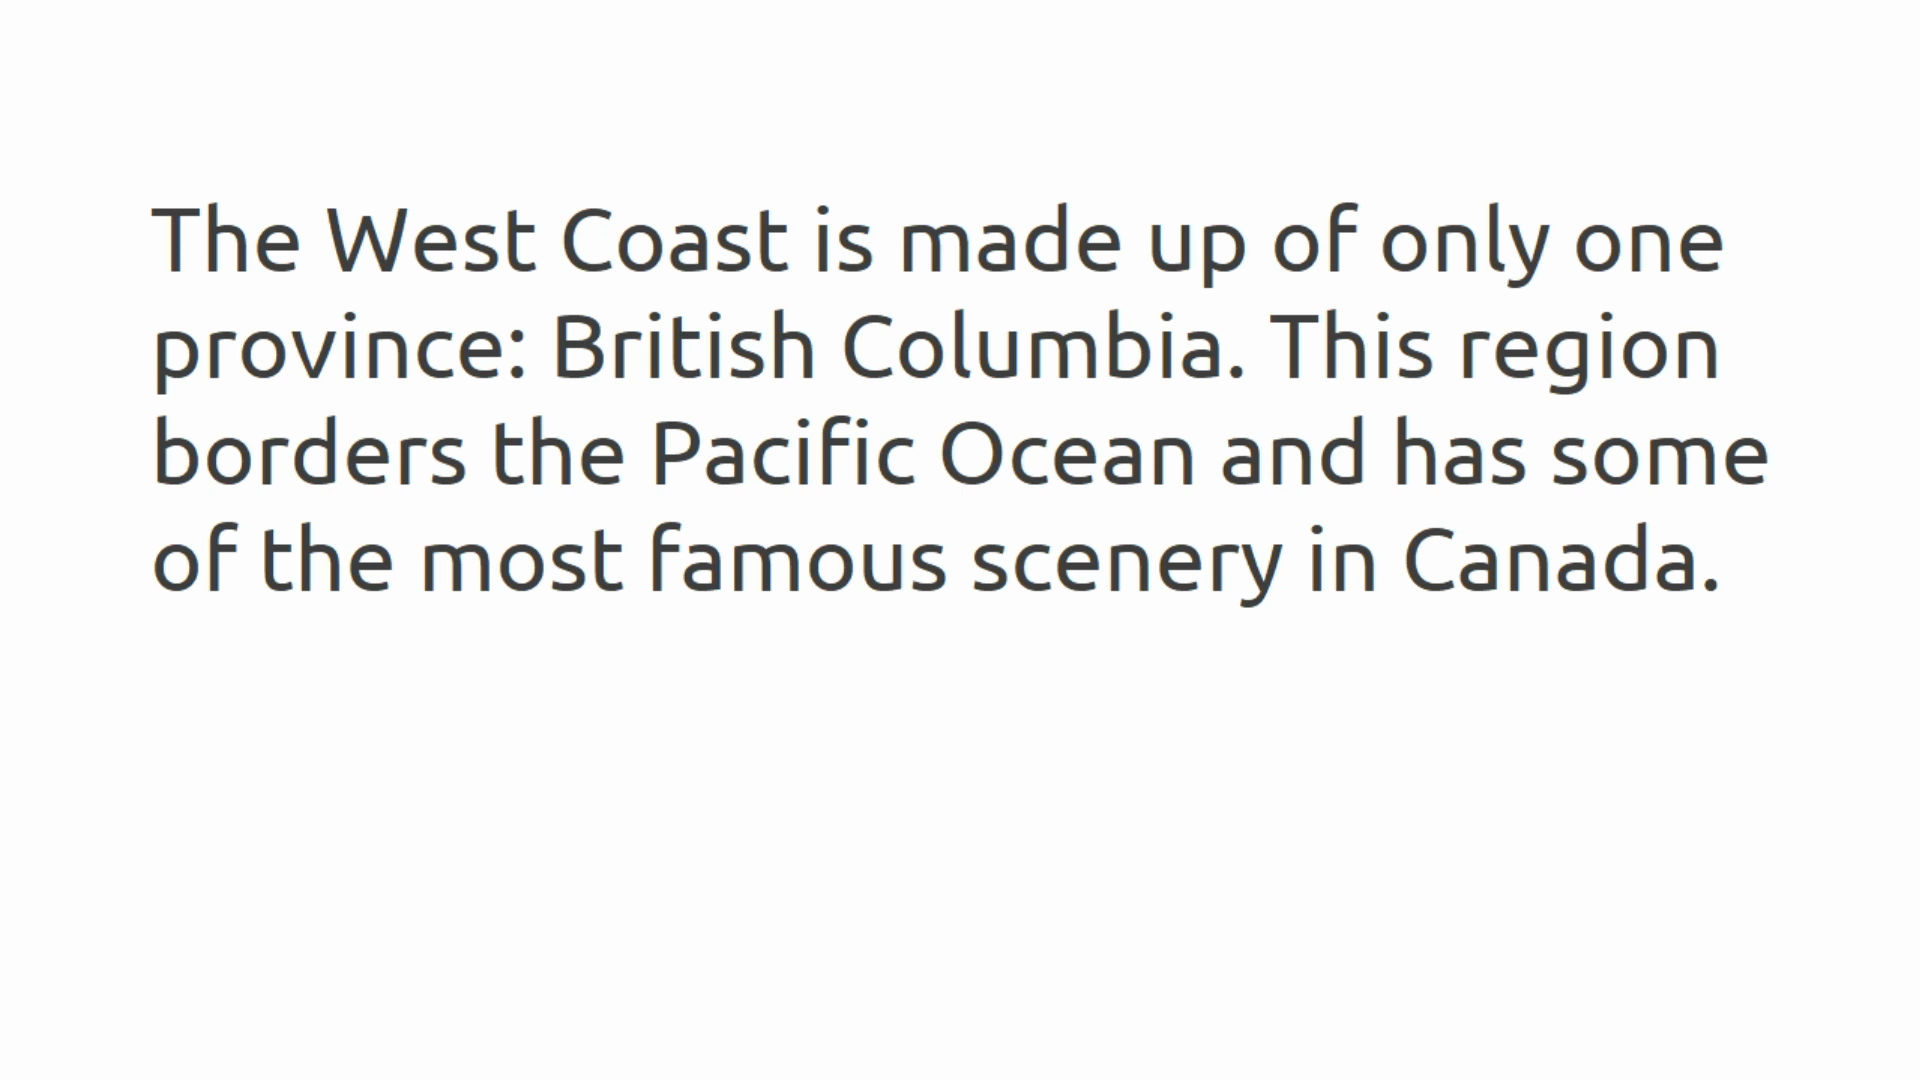 The West Coast is made up of only one
province: British Columbia. This region
borders the Pacific Ocean and has some
of the most famous scenery in Canada.